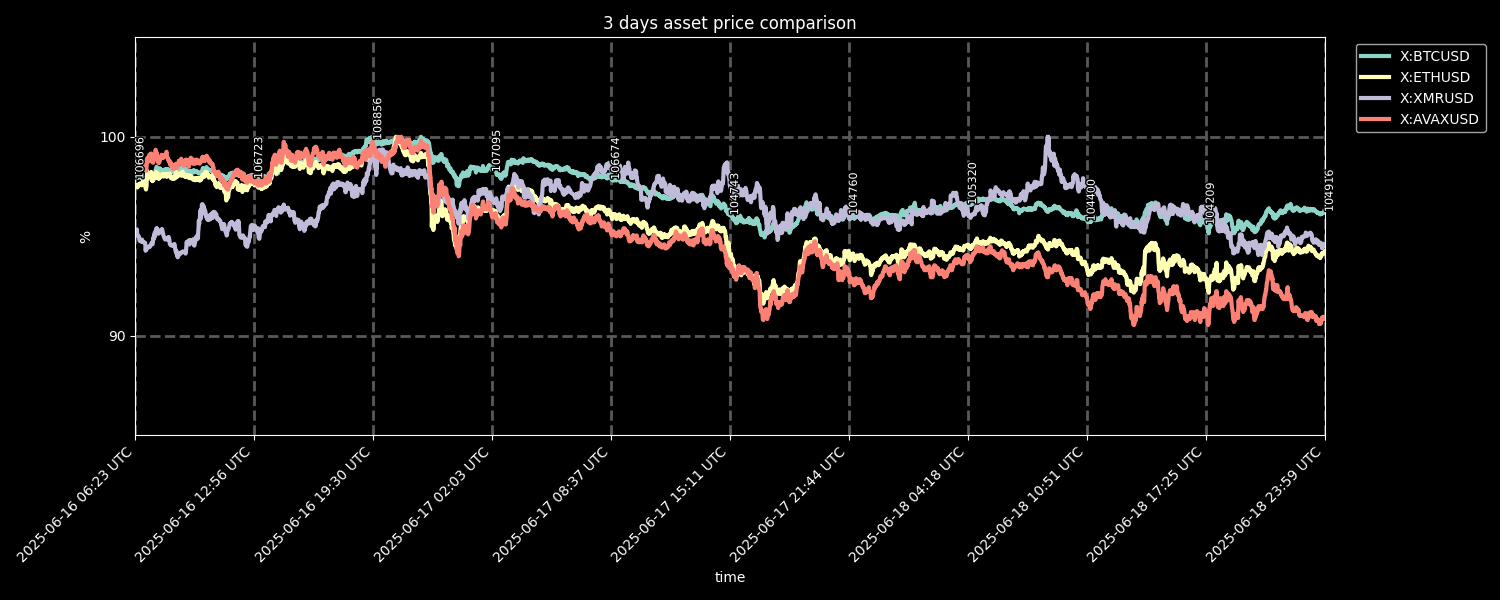 3 days asset price comparison
X:BTCUSD
X:ETHUSD
X:XMRUSD
X:AVAXUSD
100
90
%
106696
106723
108856
107095
106674
104743
104760
105320
104400
104209
104916
2025-06-16 06:23 UTC
2025-06-16 12:56 UTC
2025-06-16 19:30 UTC
2025-06-17 02:03 UTC
2025-06-17 08:37 UTC
2025-06-17 15:11 UTC
2025-06-17 21:44 UTC
2025-06-18 04:18 UTC
2025-06-18 10:51 UTC
2025-06-18 17:25 UTC
2025-06-18 23:59 UTC
time